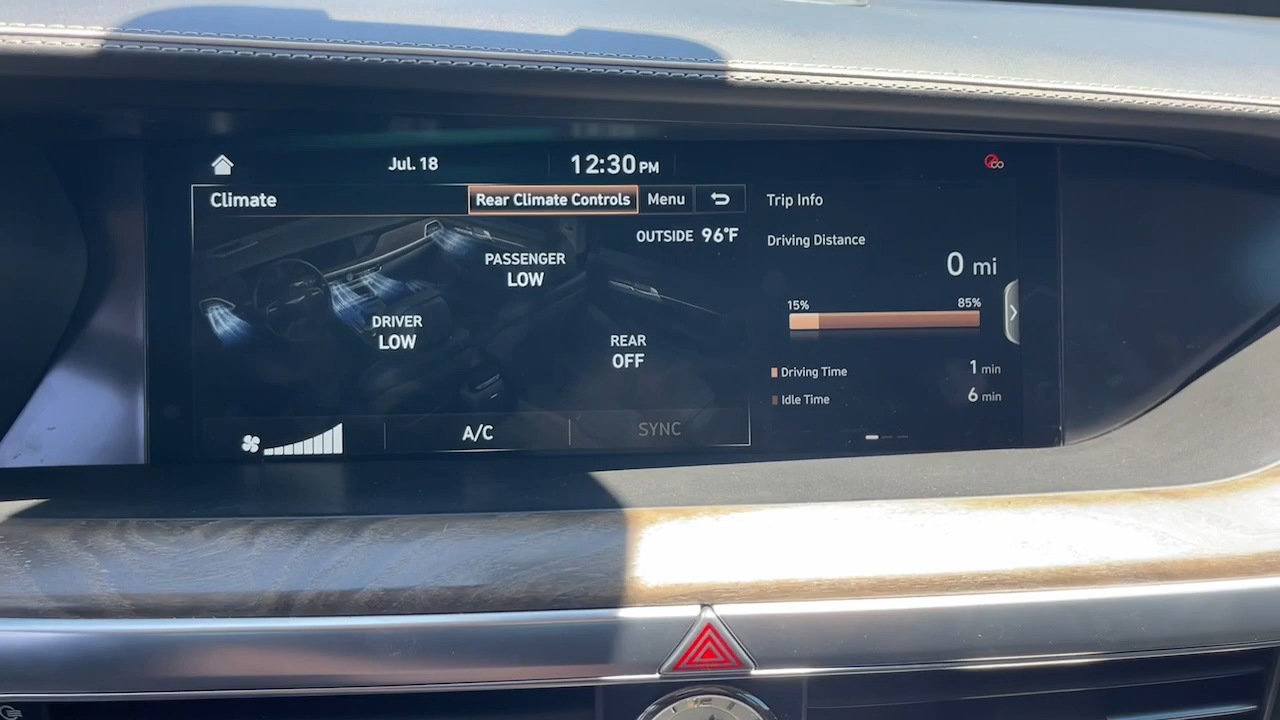 Jul. 18
12:30 PM
Climate
Rear Climate Controls
Menu
OUTSIDE 96°F
PASSENGER
LOW
DRIVER
LOW
REAR
OFF
A/C
SYNC
Trip Info
Driving Distance
0 mi
15%
85%
Driving Time
1 min
Idle Time
6 min